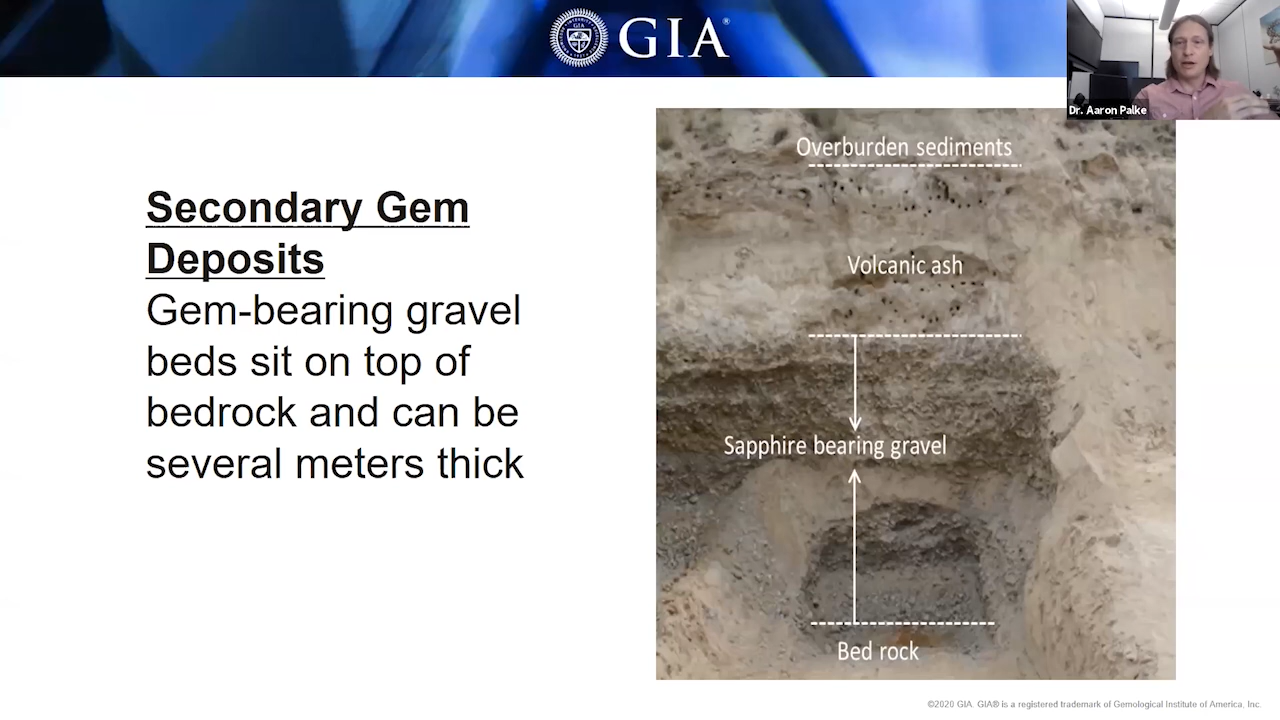 GIA®
Dr. Aaron Palke
Secondary Gem
Deposits
Gem-bearing gravel
beds sit on top of
bedrock and can be
several meters thick
Overburden sediments
Volcanic ash
Sapphire bearing gravel
Bed rock
©2020 GIA. GIA® is a registered trademark of Gemological Institute of America, Inc.